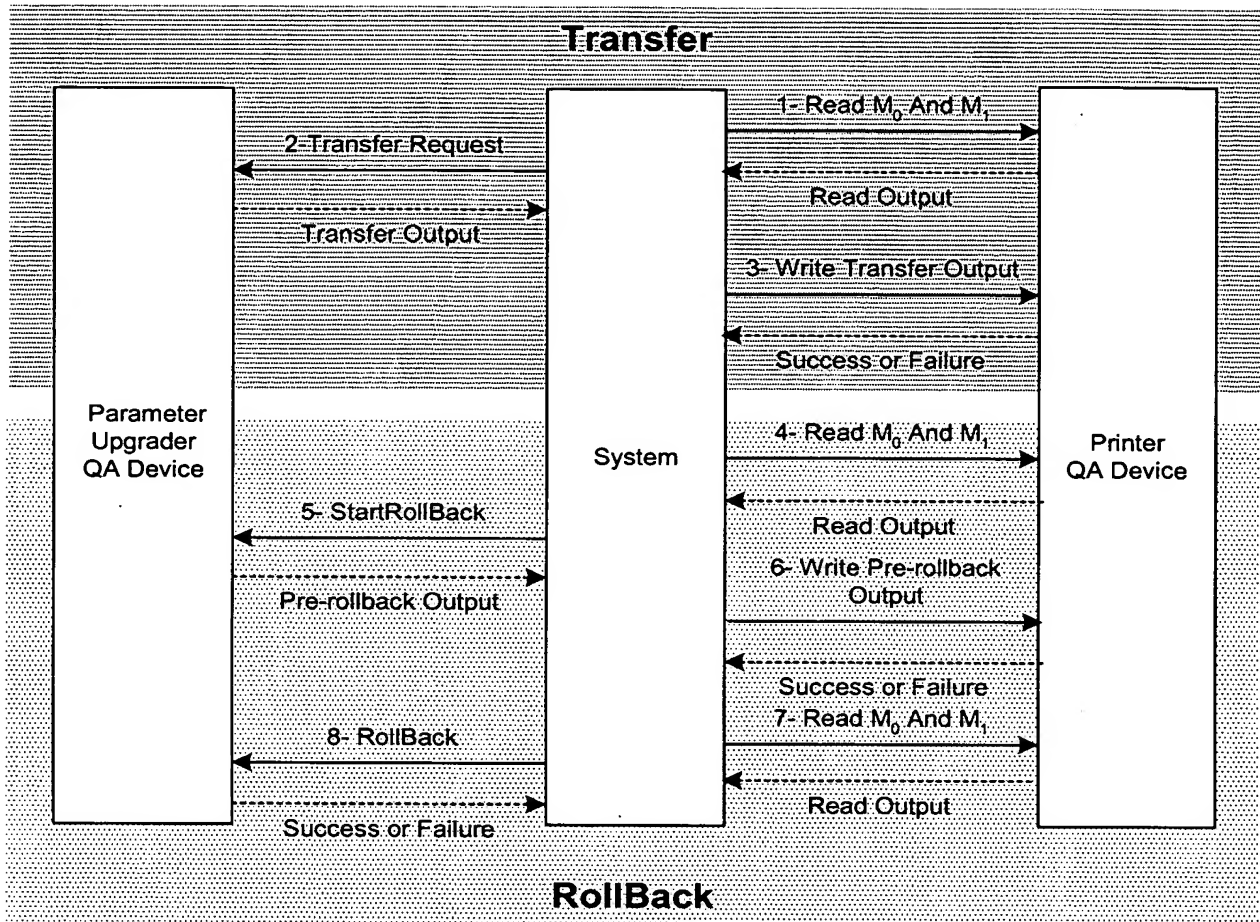 Transfer
1- Read M₀ And M₁
2-Transfer Request
Read Output
Transfer Output
3- Write Transfer Output
Success or Failure
Parameter
Upgrader
QA Device
System
4- Read M₀ And M₁
Printer
QA Device
5- StartRollBack
Read Output
6- Write Pre-rollback
Output
Pre-rollback Output
Success or Failure
7- Read M₀ And M₁
8- RollBack
Read Output
Success or Failure
RollBack